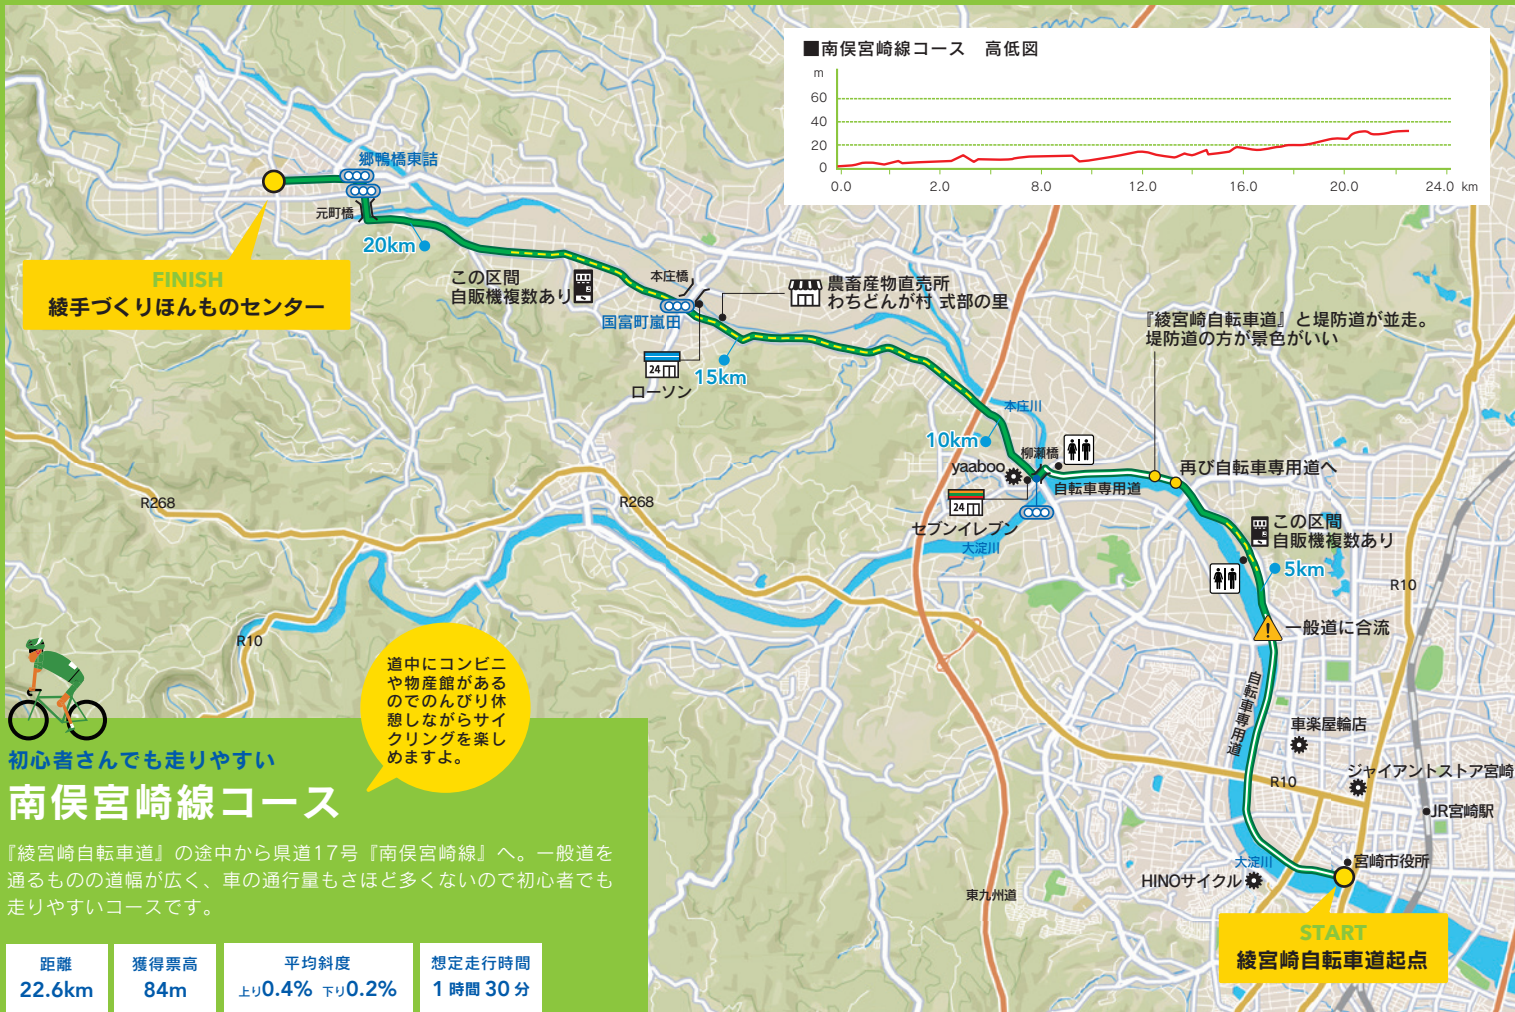 ■南俣宮崎線コース　高低図
m
60
40
20
0
0.0
2.0
8.0
12.0
16.0
20.0
24.0 km
郷鴨橋東詰
元町橋
20km
FINISH
綾手づくりほんものセンター
この区間
自販機複数あり
本庄橋
国富町嵐田
農畜産物直売所
わちどんが村 式部の里
24
ローソン
15km
『綾宮崎自転車道』と堤防道が並走。
堤防道の方が景色がいい
本庄川
10km
柳瀬橋
yaaboo
自転車専用道
再び自転車専用道へ
24
セブンイレブン
大淀川
この区間
自販機複数あり
5km
R268
R268
R10
R10
一般道に合流
自転車専用道
車楽屋輪店
ジャイアントストア宮崎
R10
JR宮崎駅
大淀川
宮崎市役所
HINOサイクル
東九州道
START
綾宮崎自転車道起点
道中にコンビニ
や物産館がある
のでのんびり休
憩しながらサイ
クリングを楽し
めますよ。
初心者さんでも走りやすい
南俣宮崎線コース
『綾宮崎自転車道』の途中から県道17号『南俣宮崎線』へ。一般道を
通るものの道幅が広く、車の通行量もさほど多くないので初心者でも
走りやすいコースです。
距離
22.6km
獲得票高
84m
平均斜度
上り0.4% 下り0.2%
想定走行時間
1 時間 30 分